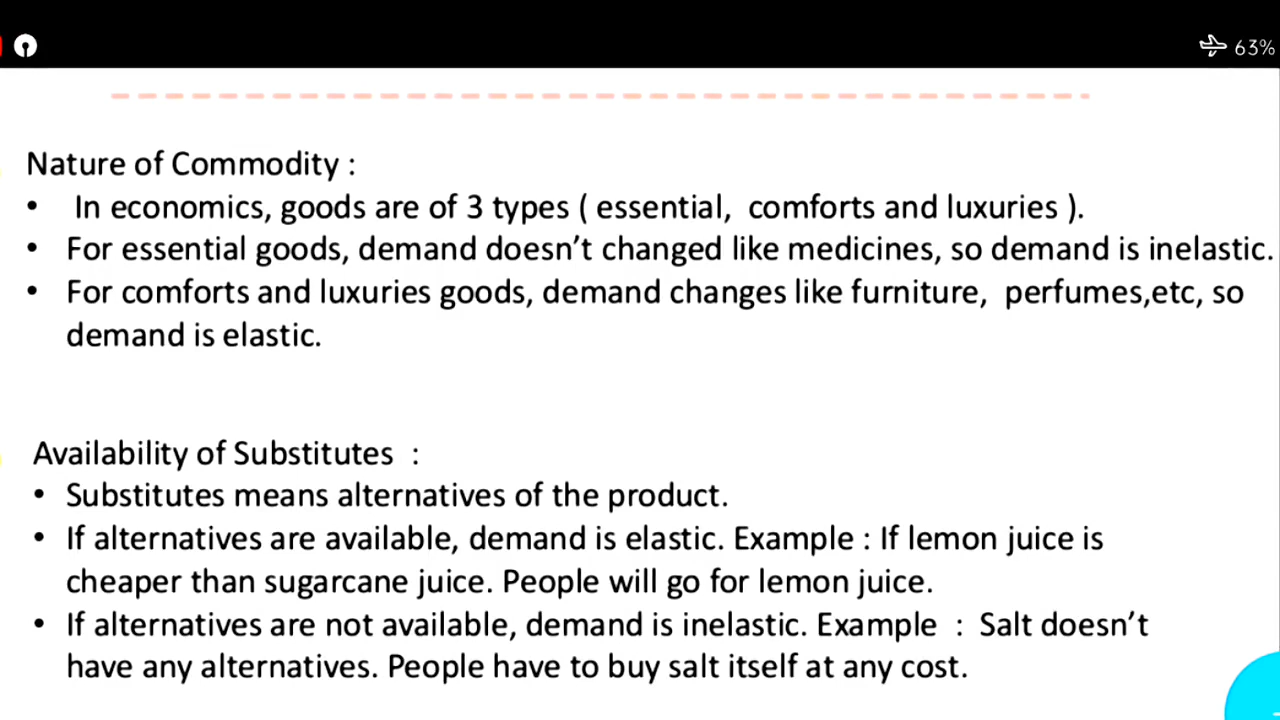 63%
Nature of Commodity :
• In economics, goods are of 3 types ( essential, comforts and luxuries ).
• For essential goods, demand doesn’t changed like medicines, so demand is inelastic.
• For comforts and luxuries goods, demand changes like furniture, perfumes,etc, so
demand is elastic.
Availability of Substitutes :
• Substitutes means alternatives of the product.
• If alternatives are available, demand is elastic. Example : If lemon juice is
cheaper than sugarcane juice. People will go for lemon juice.
• If alternatives are not available, demand is inelastic. Example : Salt doesn’t
have any alternatives. People have to buy salt itself at any cost.